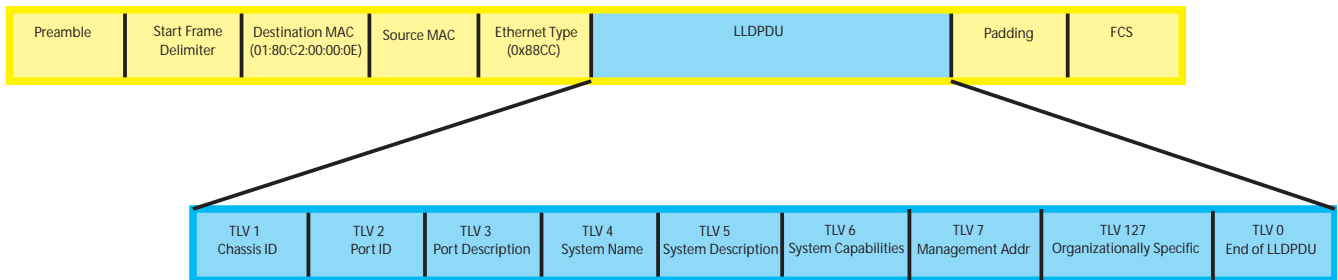 Preamble
Start Frame
Delimiter
Destination MAC
(01:80:C2:00:00:0E)
Source MAC
Ethernet Type
(0x88CC)
LLDPDU
Padding
FCS
TLV 1
Chassis ID
TLV 2
Port ID
TLV 3
Port Description
TLV 4
System Name
TLV 5
System Description
TLV 6
System Capabilities
TLV 7
Management Addr
TLV 127
Organizationally Specific
TLV 0
End of LLDPDU